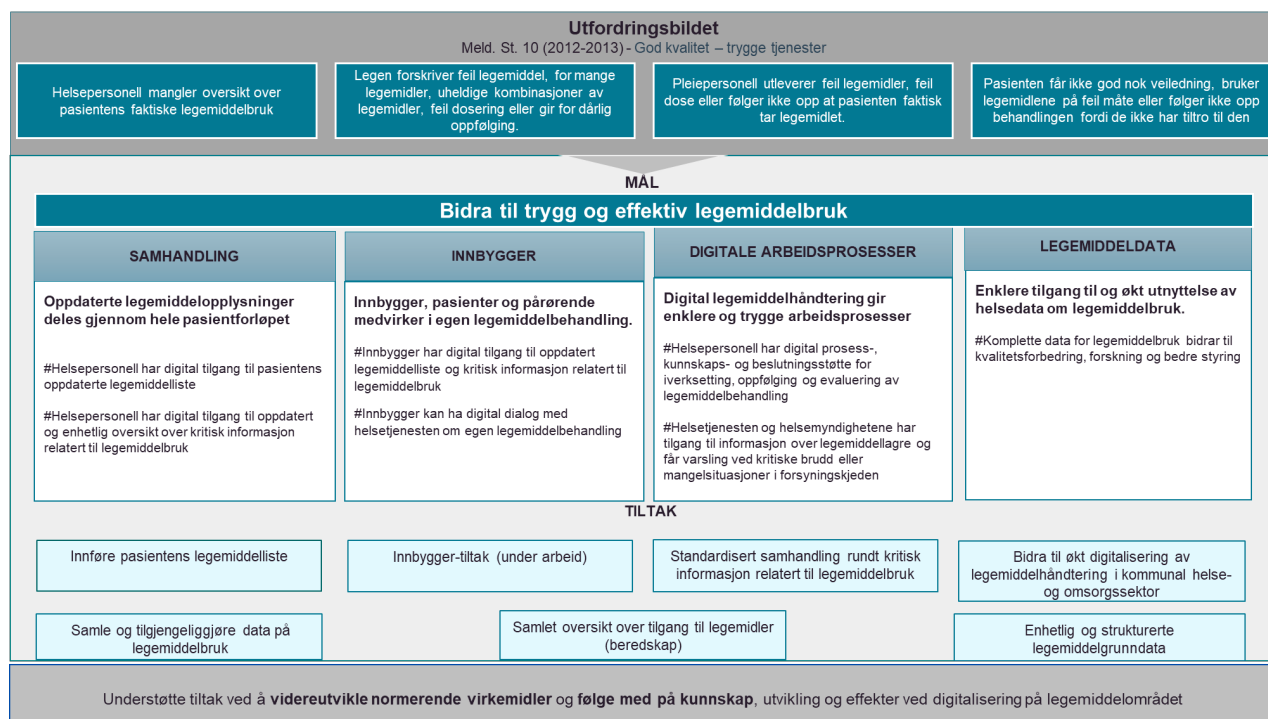 Utfordringsbildet
Meld. St. 10 (2012-2013) - God kvalitet – trygge tjenester
Helsepersonell mangler oversikt over
pasientens faktiske legemiddelbruk
Legen forskriver feil legemiddel, for mange
legemidler, uheldige kombinasjoner av
legemidler, feil dosering eller gir for dårlig
oppfølging.
Pleiepersonell utleverer feil legemidler, feil
dose eller følger ikke opp at pasienten faktisk
tar legemidlet.
Pasienten får ikke god nok veiledning, bruker
legemidlene på feil måte eller følger ikke opp
behandlingen fordi de ikke har tiltro til den
MÅL
Bidra til trygg og effektiv legemiddelbruk
SAMHANDLING
Oppdaterte legemiddelopplysninger
deles gjennom hele pasientforløpet
#Helsepersonell har digital tilgang til pasientens
oppdaterte legemiddelliste
#Helsepersonell har digital tilgang til oppdatert
og enhetlig oversikt over kritisk informasjon
relatert til legemiddelbruk
INNBYGGER
Innbygger, pasienter og pårørende
medvirker i egen legemiddelbehandling.
#Innbygger har digital tilgang til oppdatert
legemiddelliste og kritisk informasjon relatert til
legemiddelbruk
#Innbygger kan ha digital dialog med
helsetjenesten om egen legemiddelbehandling
DIGITALE ARBEIDSPROSESSER
Digital legemiddelhåndtering gir
enklere og trygge arbeidsprosesser
#Helsepersonell har digital prosess-,
kunnskaps- og beslutningsstøtte for
iverksetting, oppfølging og evaluering av
legemiddelbehandling
#Helsetjenesten og helsemyndighetene har
tilgang til informasjon over legemiddellagre og
får varsling ved kritiske brudd eller
mangelsituasjoner i forsyningskjeden
LEGEMIDDELDATA
Enklere tilgang til og økt utnyttelse av
helsedata om legemiddelbruk.
#Komplette data for legemiddelbruk bidrar til
kvalitetsforbedring, forskning og bedre styring
TILTAK
Innføre pasientens legemiddelliste
Innbygger-tiltak (under arbeid)
Standardisert samhandling rundt kritisk
informasjon relatert til legemiddelbruk
Bidra til økt digitalisering av
legemiddelhåndtering i kommunal helse-
og omsorgssektor
Samle og tilgjengeliggjøre data på
legemiddelbruk
Samlet oversikt over tilgang til legemidler
(beredskap)
Enhetlig og strukturerte
legemiddelgrunndata
Understøtte tiltak ved å videreutvikle normerende virkemidler og følge med på kunnskap, utvikling og effekter ved digitalisering på legemiddelområdet